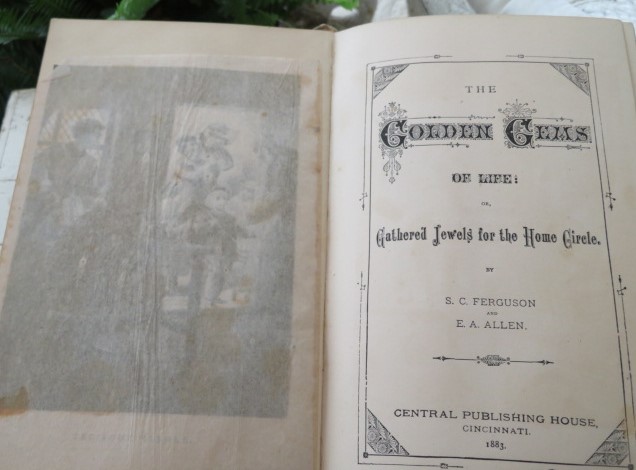 THE
GOLDEN GEMS
OF LIFE:
OR,
Gathered Jewels for the Home Circle.
BY
S. C. FERGUSON
AND
E. A. ALLEN.
CENTRAL PUBLISHING HOUSE,
CINCINNATI.
1883.